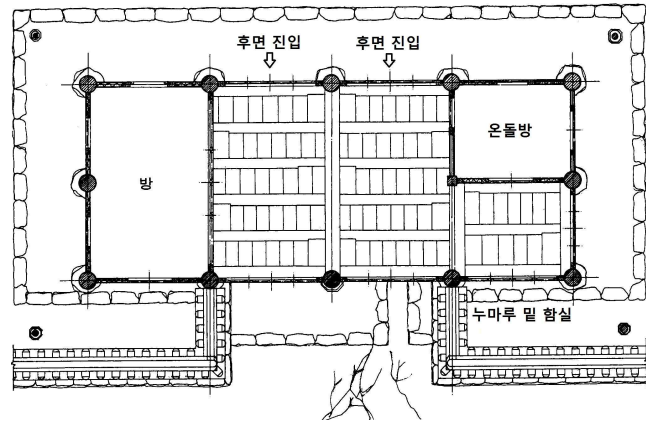 후면 진입
후면 진입
온돌방
방
누마루 밑 함실